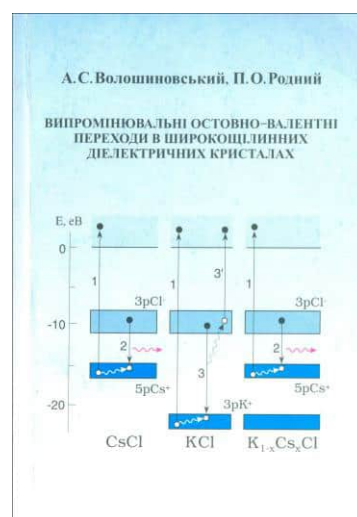 А.С.Волошиновський, П.О.Родний
ВИПРОМІНЮВАЛЬНІ ОСТОВНО–ВАЛЕНТНІ
ПЕРЕХОДИ В ШИРОКОЩІЛИННИХ
ДІЕЛЕКТРИЧНИХ КРИСТАЛАХ
E, eB
0
1
3'
1
1
3pCl⁻
3pCl⁻
-10
2
3
2
5pCs⁺
5pCs⁺
-20
3pK⁺
CsCl
KCl
K₁₋ₓCsₓCl